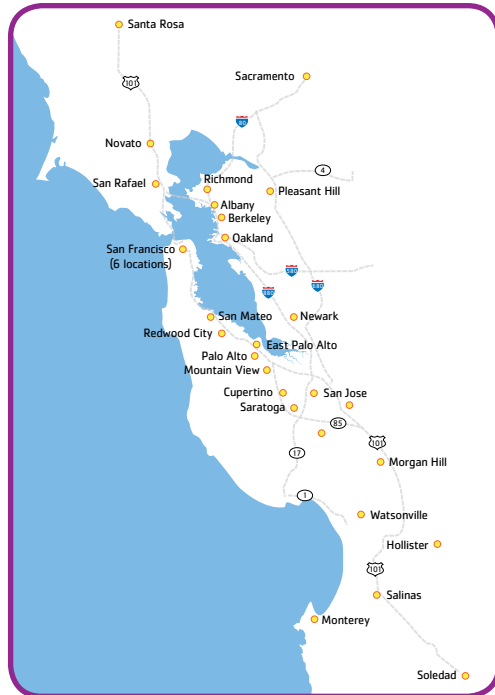 Santa Rosa
Sacramento
101
80
Novato
4
Richmond
San Rafael
Pleasant Hill
Albany
Berkeley
Oakland
San Francisco
(6 locations)
580
680
880
San Mateo
Newark
Redwood City
East Palo Alto
Palo Alto
Mountain View
Cupertino
San Jose
Saratoga
85
101
17
Morgan Hill
1
Watsonville
Hollister
101
Salinas
Monterey
Soledad